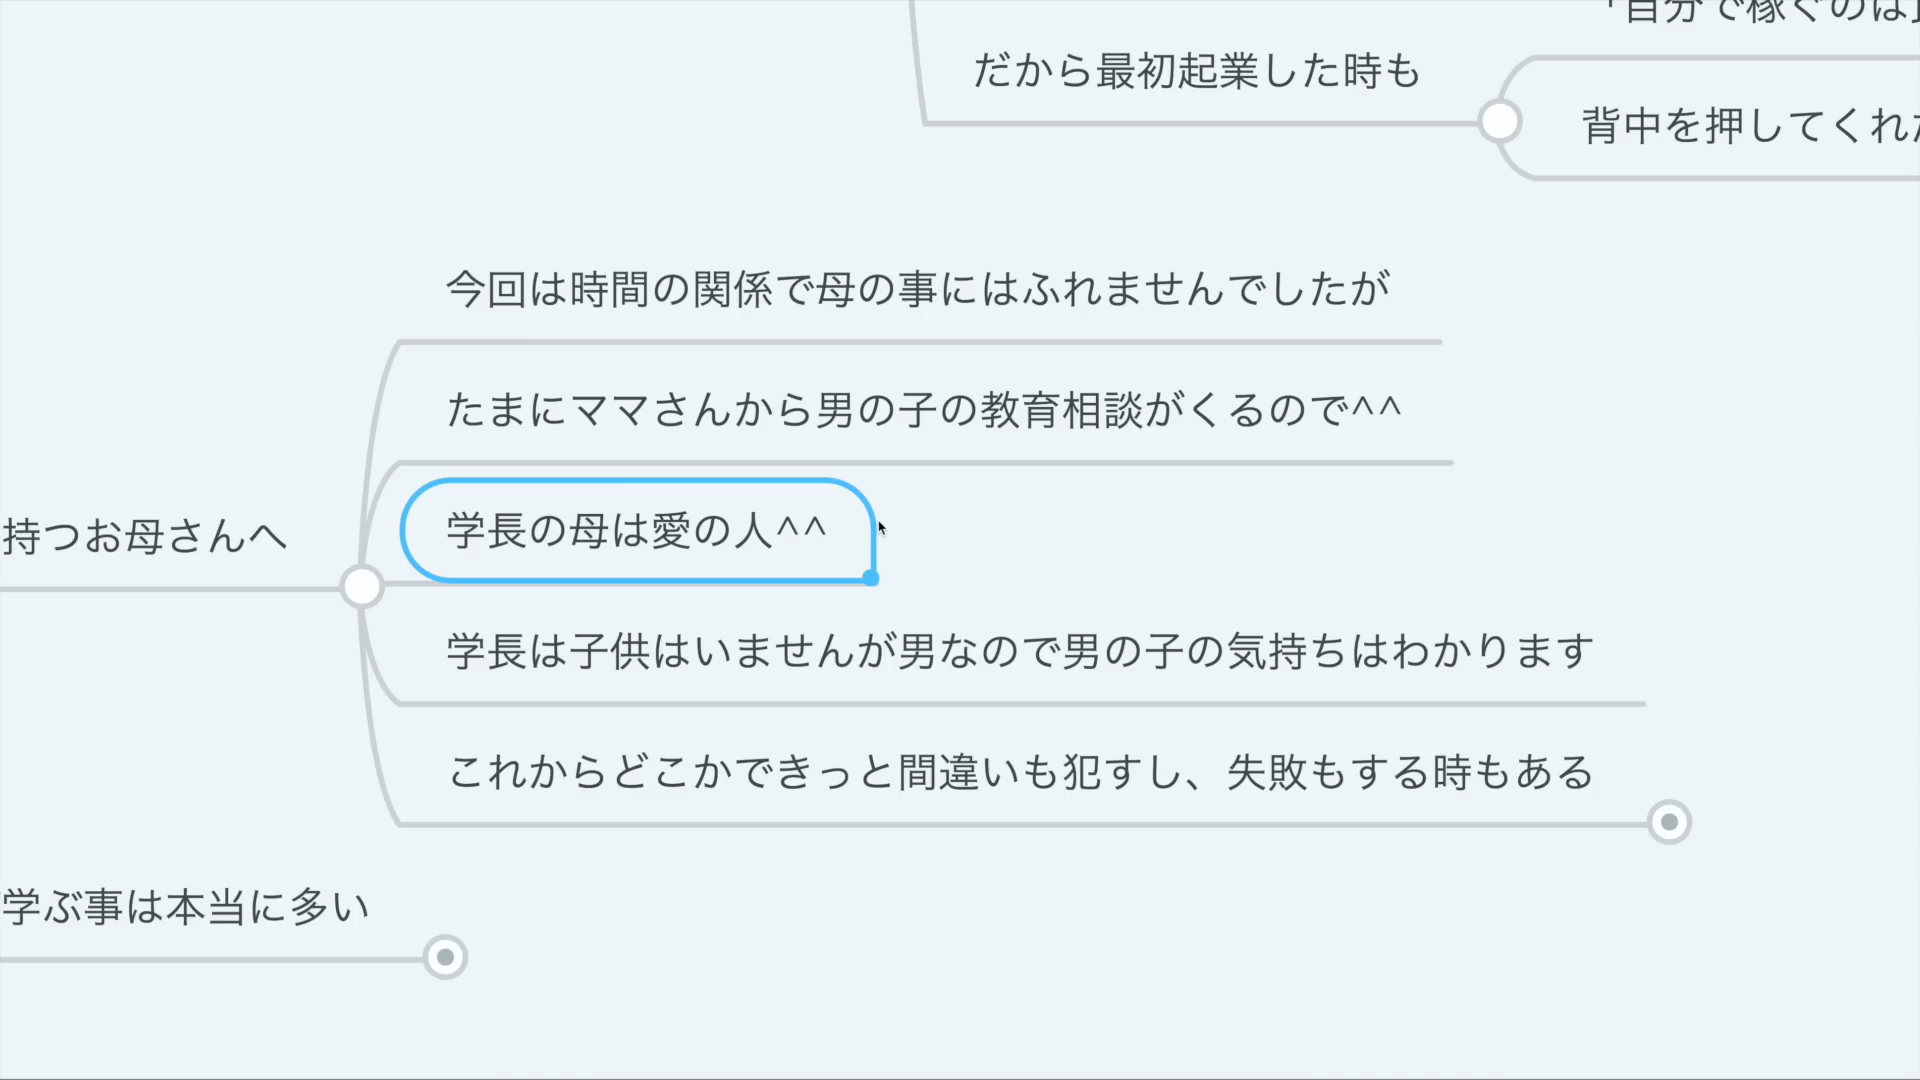 「自分で稼ぐのは
だから最初起業した時も
背中を押してくれ
今回は時間の関係で母の事にはふれませんでしたが
たまにママさんから男の子の教育相談がくるので^^
持つお母さんへ
学長の母は愛の人^^
学長は子供はいませんが男なので男の子の気持ちはわかります
これからどこかできっと間違いも犯すし、失敗もする時もある
学ぶ事は本当に多い